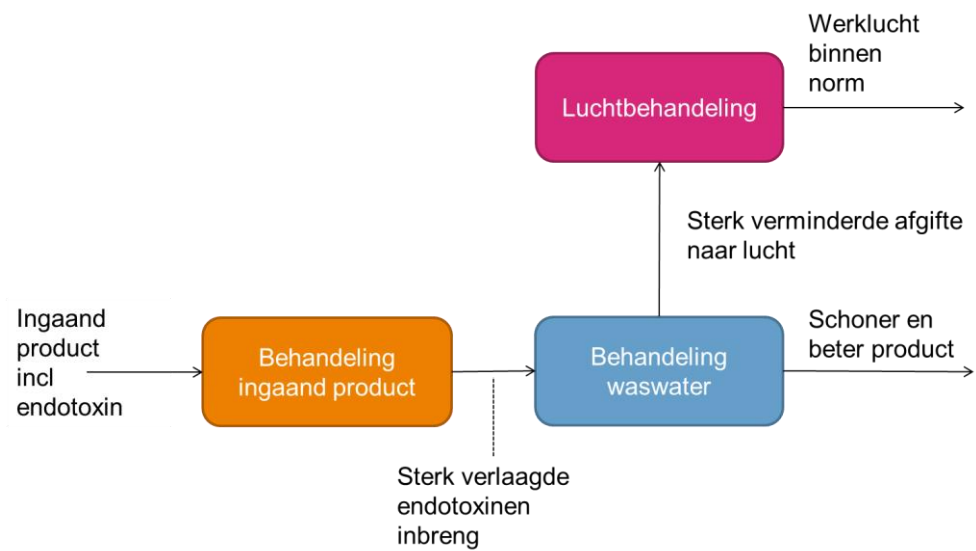 Werklucht
binnen
norm
Luchtbehandeling
Sterk verminderde afgifte
naar lucht
Ingaand
product
incl
endotoxin
Behandeling
ingaand product
Behandeling
waswater
Schoner en
beter product
Sterk verlaagde
endotoxinen
inbreng